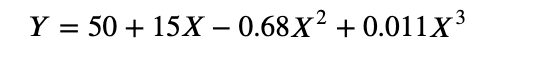 Y = 50 + 15X − 0.68X² + 0.011X³